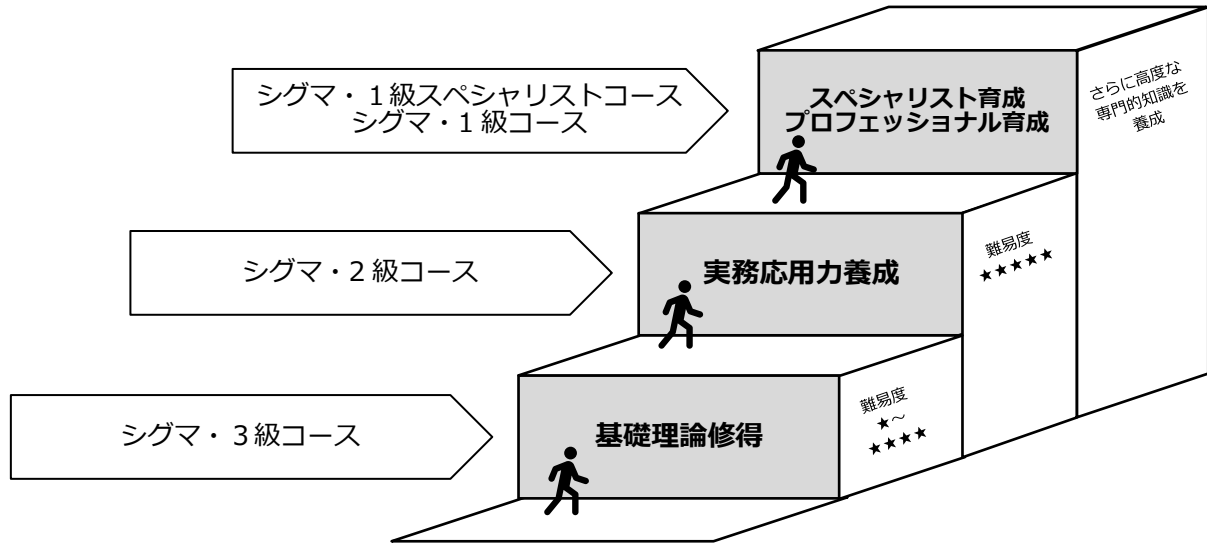 シグマ・１級スペシャリストコース
シグマ・１級コース
スペシャリスト育成
プロフェッショナル育成
さらに高度な
専門的知識を
養成
シグマ・２級コース
実務応用力養成
難易度
★★★★★
シグマ・３級コース
基礎理論修得
難易度
★～
★★★★